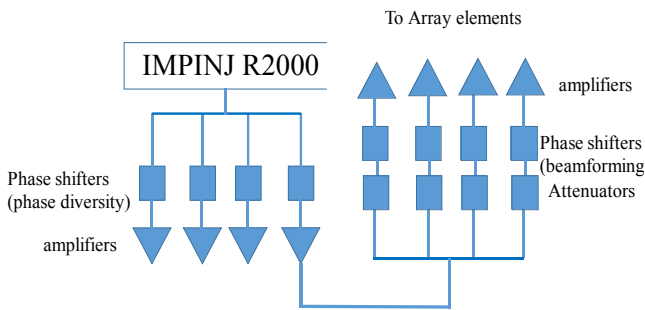 To Array elements
IMPINJ R2000
amplifiers
Phase shifters
(beamforming
Attenuators
Phase shifters
(phase diversity)
amplifiers